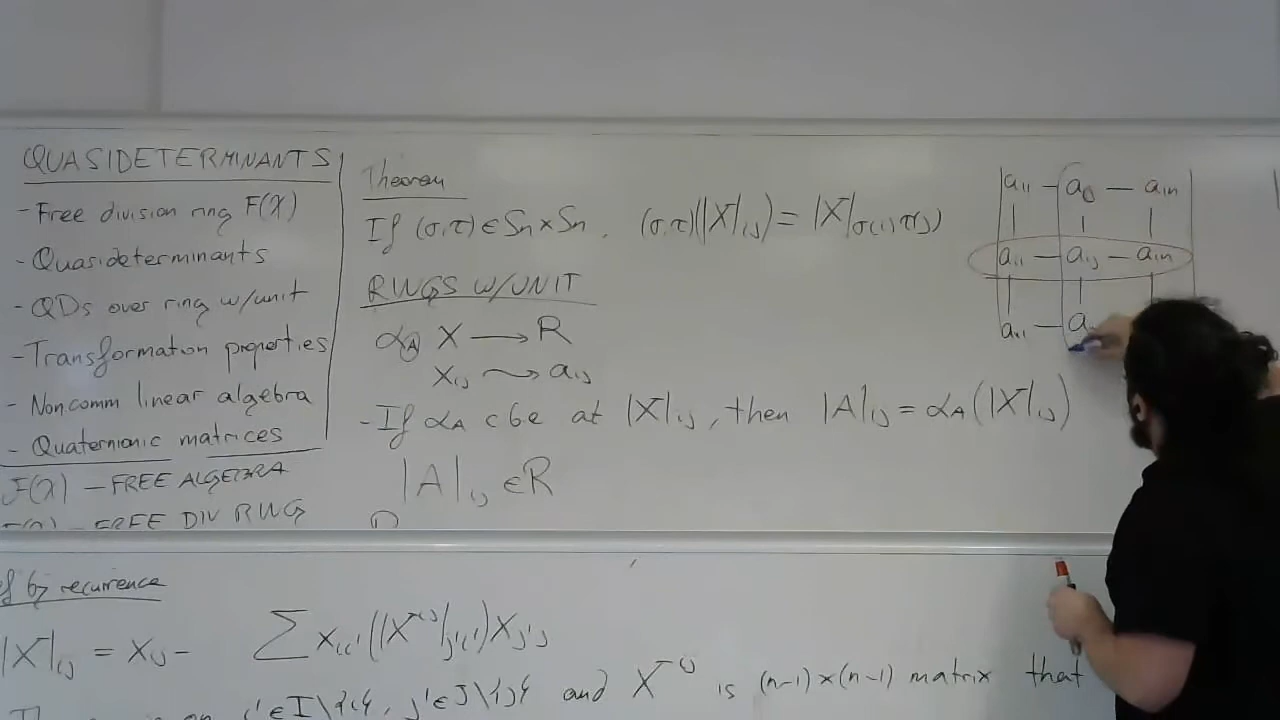 QUASIDETERMINANTS
- Free division ring F(X)
- Quasideterminants
- QDs over ring w/unit
- Transformation properties
- Noncomm linear algebra
- Quaternionic matrices
F(X) - FREE ALGEBRA
FREE DIV RING
Theorem
If (σ,τ) ∈ Sn × Sn, (σ,τ)(|X|ij) = |X|σ(i)τ(j)
RINGS W/UNIT
αA X → R
xij ⤳ aij
- If αA cbe at |X|ij, then |A|ij = αA(|X|ij)
|A|ij ∈ R
a11 — a1j — a1n
ai1 — aij — ain
an1 — a
by recurrence
|X|ij = xij - ∑ xii'((|X^ij|j'i')xj'j
i' ∈ I\{i}, j' ∈ J\{j} and X^ij is (n-1)×(n-1) matrix that